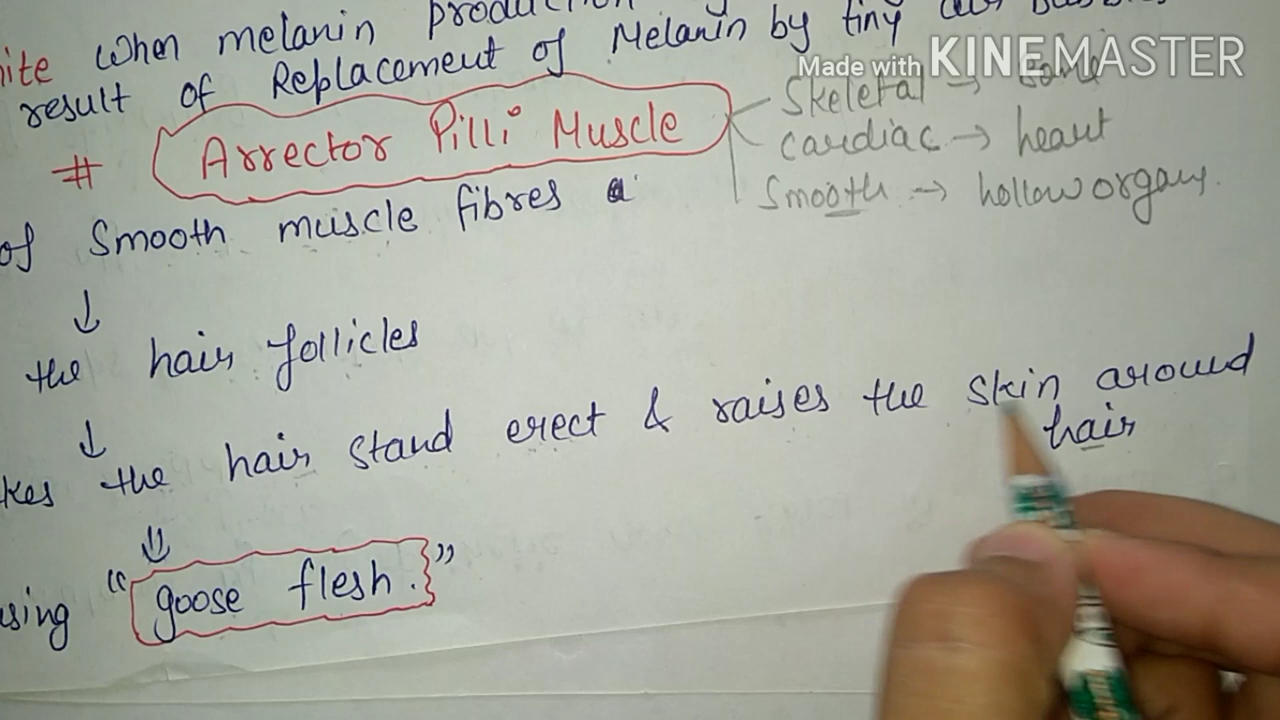 ite when melanin
result of Replacement of Melanin by tiny
Made with KINEMASTER
# Arrector Pilli Muscle
Skeletal →
cardiac → heart
Smooth → hollow organs.
of Smooth muscle fibres
↓
the hair follicles
↓
kes the hair stand erect & raises the skin around
hair
⇓
using "goose flesh."